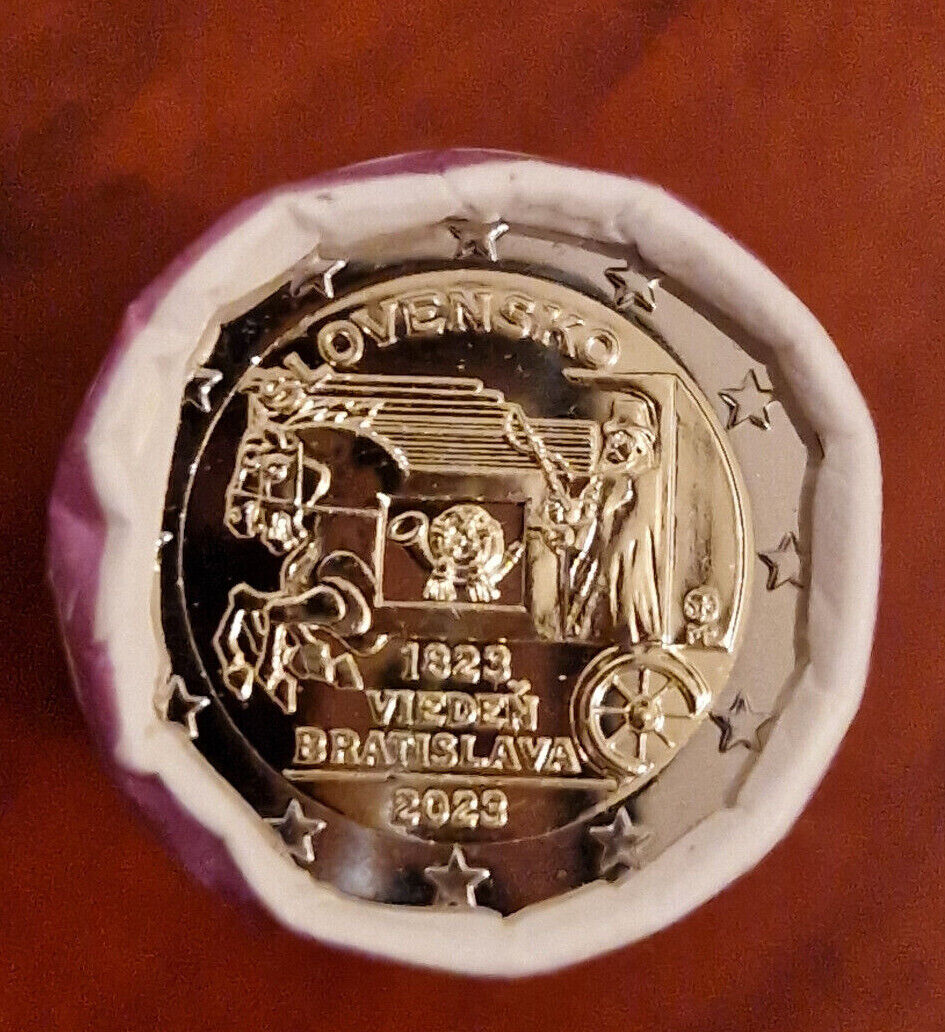 SLOVENSKO
1823
VIEDEŇ
BRATISLAVA
2023